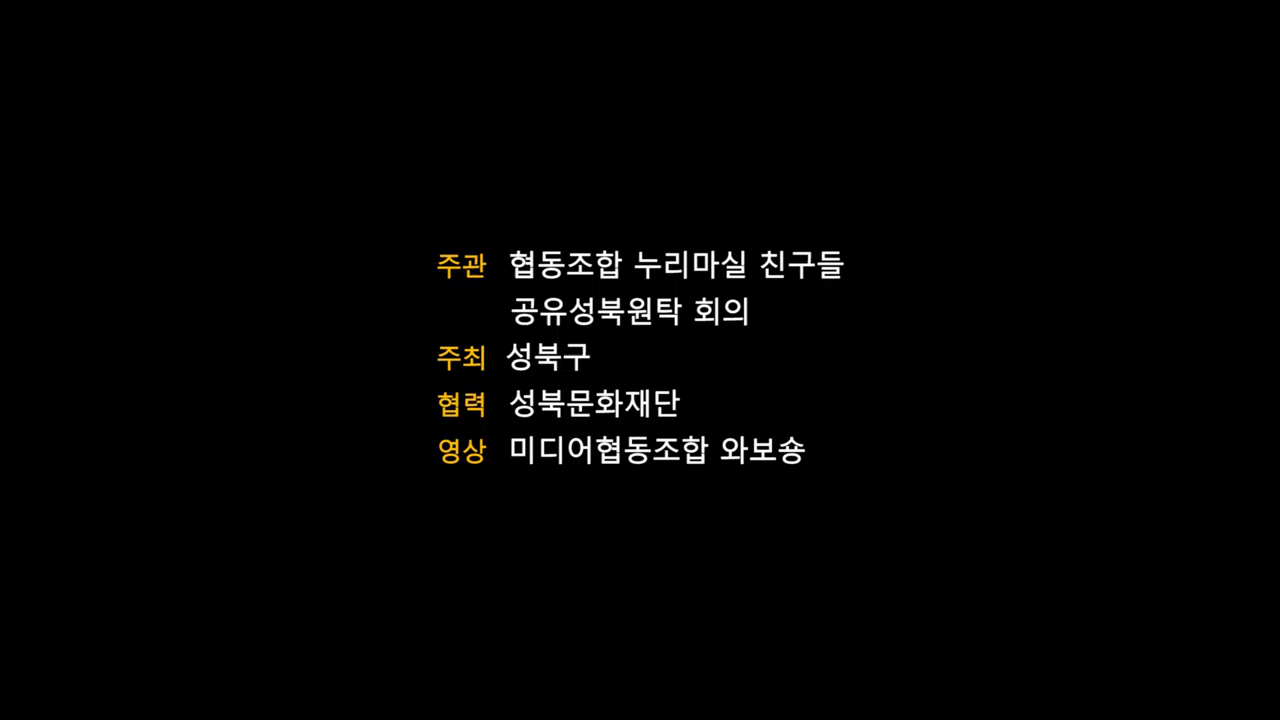 주관 협동조합 누리마실 친구들
공유성북원탁 회의
주최 성북구
협력 성북문화재단
영상 미디어협동조합 와보숑